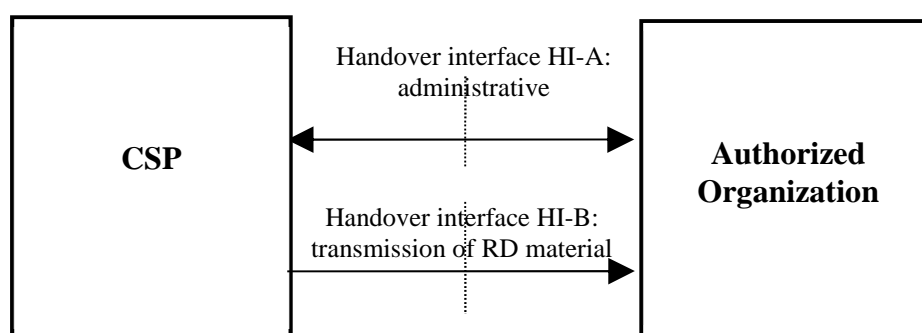 CSP
Handover interface HI-A:
administrative
Handover interface HI-B:
transmission of RD material
Authorized
Organization